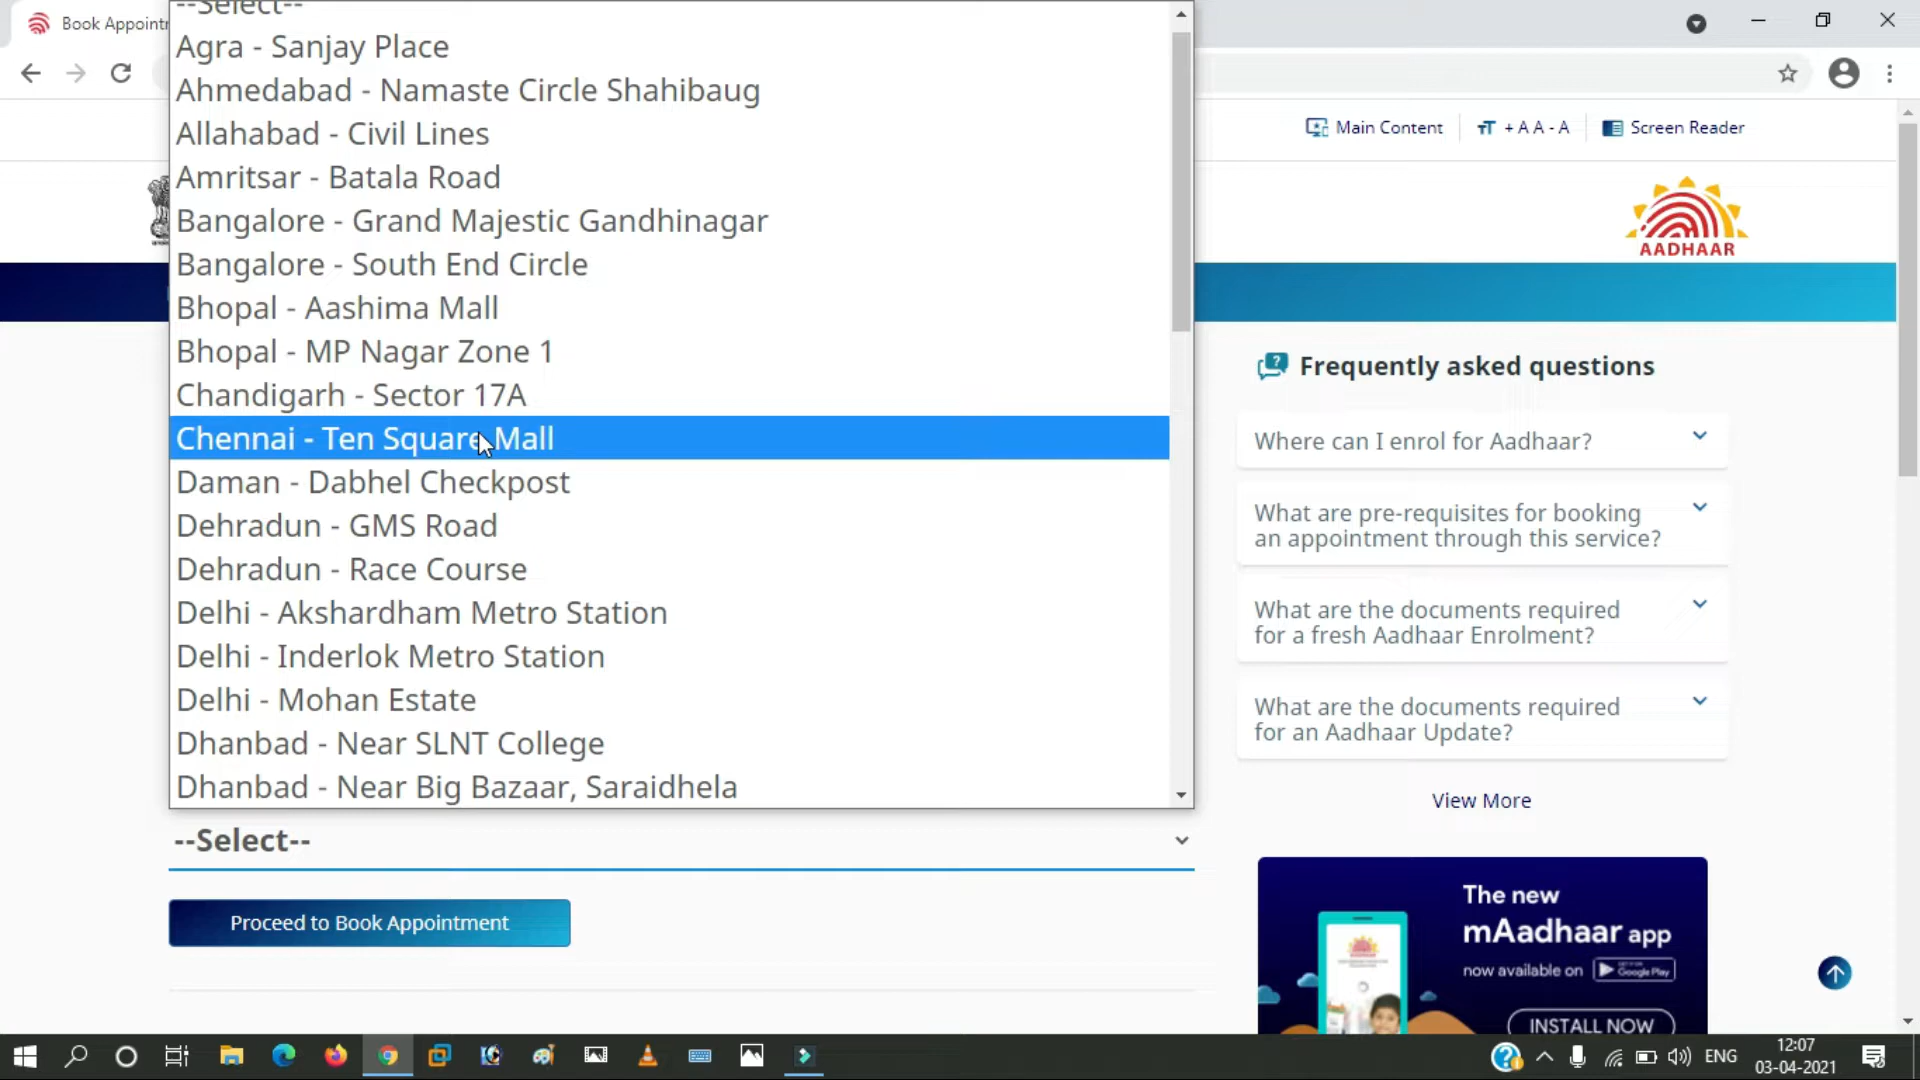 Book Appointm
--Select--
Agra - Sanjay Place
Ahmedabad - Namaste Circle Shahibaug
Allahabad - Civil Lines
Amritsar - Batala Road
Bangalore - Grand Majestic Gandhinagar
Bangalore - South End Circle
Bhopal - Aashima Mall
Bhopal - MP Nagar Zone 1
Chandigarh - Sector 17A
Chennai - Ten Square Mall
Daman - Dabhel Checkpost
Dehradun - GMS Road
Dehradun - Race Course
Delhi - Akshardham Metro Station
Delhi - Inderlok Metro Station
Delhi - Mohan Estate
Dhanbad - Near SLNT College
Dhanbad - Near Big Bazaar, Saraidhela
--Select--
Proceed to Book Appointment
Main Content
TT + A A - A
Screen Reader
AADHAAR
Frequently asked questions
Where can I enrol for Aadhaar?
What are pre-requisites for booking
an appointment through this service?
What are the documents required
for a fresh Aadhaar Enrolment?
What are the documents required
for an Aadhaar Update?
View More
The new
mAadhaar app
now available on
Google Play
INSTALL NOW
ENG
12:07
03-04-2021